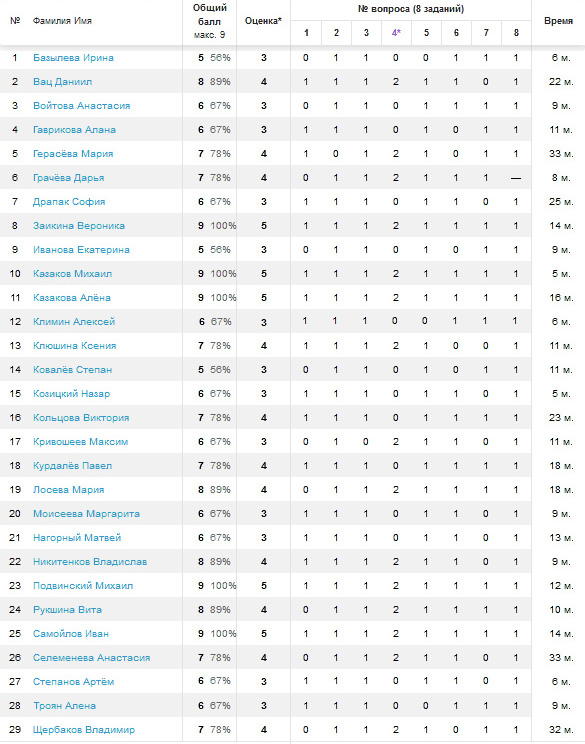 № Фамилия Имя Общий балл макс. 9 Оценка* № вопроса (8 заданий) Время
1 2 3 4* 5 6 7 8
1 Базылева Ирина 5 56% 3 0 1 1 0 0 1 1 1 6 м.
2 Вац Даниил 8 89% 4 1 1 1 2 1 1 0 1 22 м.
3 Войтова Анастасия 6 67% 3 0 1 1 0 1 1 1 1 9 м.
4 Гаврикова Алана 6 67% 3 1 1 1 0 1 0 1 1 11 м.
5 Герасёва Мария 7 78% 4 1 0 1 2 1 0 1 1 33 м.
6 Грачёва Дарья 7 78% 4 0 1 1 2 1 1 1 — 8 м.
7 Драпак София 6 67% 3 1 1 1 0 1 1 0 1 25 м.
8 Заикина Вероника 9 100% 5 1 1 1 2 1 1 1 1 14 м.
9 Иванова Екатерина 5 56% 3 0 1 1 0 1 0 1 1 9 м.
10 Казаков Михаил 9 100% 5 1 1 1 2 1 1 1 1 5 м.
11 Казакова Алёна 9 100% 5 1 1 1 2 1 1 1 1 16 м.
12 Климин Алексей 6 67% 3 1 1 1 0 0 1 1 1 6 м.
13 Клюшина Ксения 7 78% 4 1 1 1 2 1 0 0 1 11 м.
14 Ковалёв Степан 5 56% 3 0 1 1 0 1 0 1 1 11 м.
15 Козицкий Назар 6 67% 3 1 1 1 0 1 1 0 1 5 м.
16 Кольцова Виктория 7 78% 4 1 1 1 0 1 1 1 1 23 м.
17 Кривошеев Максим 6 67% 3 0 1 0 2 1 1 0 1 11 м.
18 Курдалёв Павел 7 78% 4 1 1 1 0 1 1 1 1 18 м.
19 Лосева Мария 8 89% 4 0 1 1 2 1 1 1 1 18 м.
20 Моисеева Маргарита 6 67% 3 1 1 1 0 1 1 0 1 9 м.
21 Нагорный Матвей 6 67% 3 1 1 1 0 1 1 0 1 13 м.
22 Никитенков Владислав 8 89% 4 1 1 1 2 1 1 0 1 9 м.
23 Подвинский Михаил 9 100% 5 1 1 1 2 1 1 1 1 12 м.
24 Рукшина Вита 8 89% 4 0 1 1 2 1 1 1 1 10 м.
25 Самойлов Иван 9 100% 5 1 1 1 2 1 1 1 1 14 м.
26 Селеменева Анастасия 7 78% 4 0 1 1 2 1 1 0 1 33 м.
27 Степанов Артём 6 67% 3 1 1 1 0 1 1 0 1 6 м.
28 Троян Алена 6 67% 3 1 1 1 0 0 1 1 1 9 м.
29 Щербаков Владимир 7 78% 4 0 1 1 2 1 0 1 1 32 м.